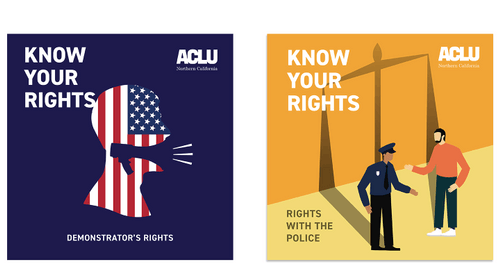 KNOW
YOUR
RIGHTS
ACLU
Northern California
DEMONSTRATOR'S RIGHTS
KNOW
YOUR
RIGHTS
ACLU
Northern California
RIGHTS
WITH THE
POLICE